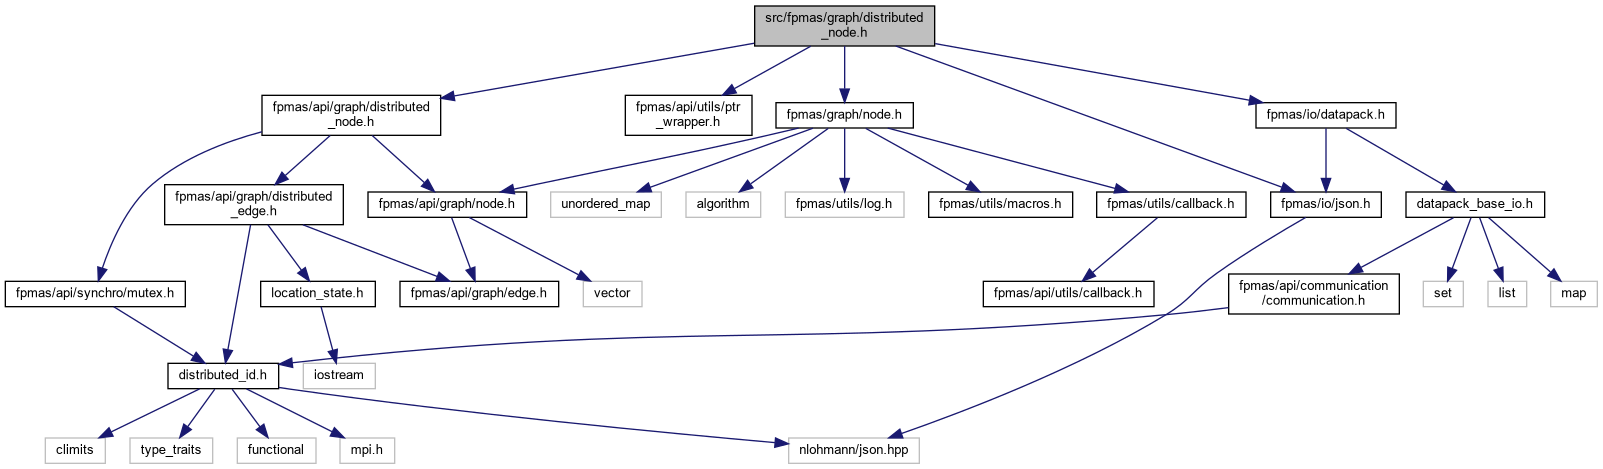 src/fpmas/graph/distributed
_node.h
fpmas/api/graph/distributed
_node.h
fpmas/api/utils/ptr
_wrapper.h
fpmas/graph/node.h
fpmas/io/datapack.h
fpmas/api/graph/distributed
_edge.h
fpmas/api/graph/node.h
unordered_map
algorithm
fpmas/utils/log.h
fpmas/utils/macros.h
fpmas/utils/callback.h
fpmas/io/json.h
datapack_base_io.h
fpmas/api/synchro/mutex.h
location_state.h
fpmas/api/graph/edge.h
vector
fpmas/api/utils/callback.h
fpmas/api/communication
/communication.h
set
list
map
distributed_id.h
iostream
climits
type_traits
functional
mpi.h
nlohmann/json.hpp